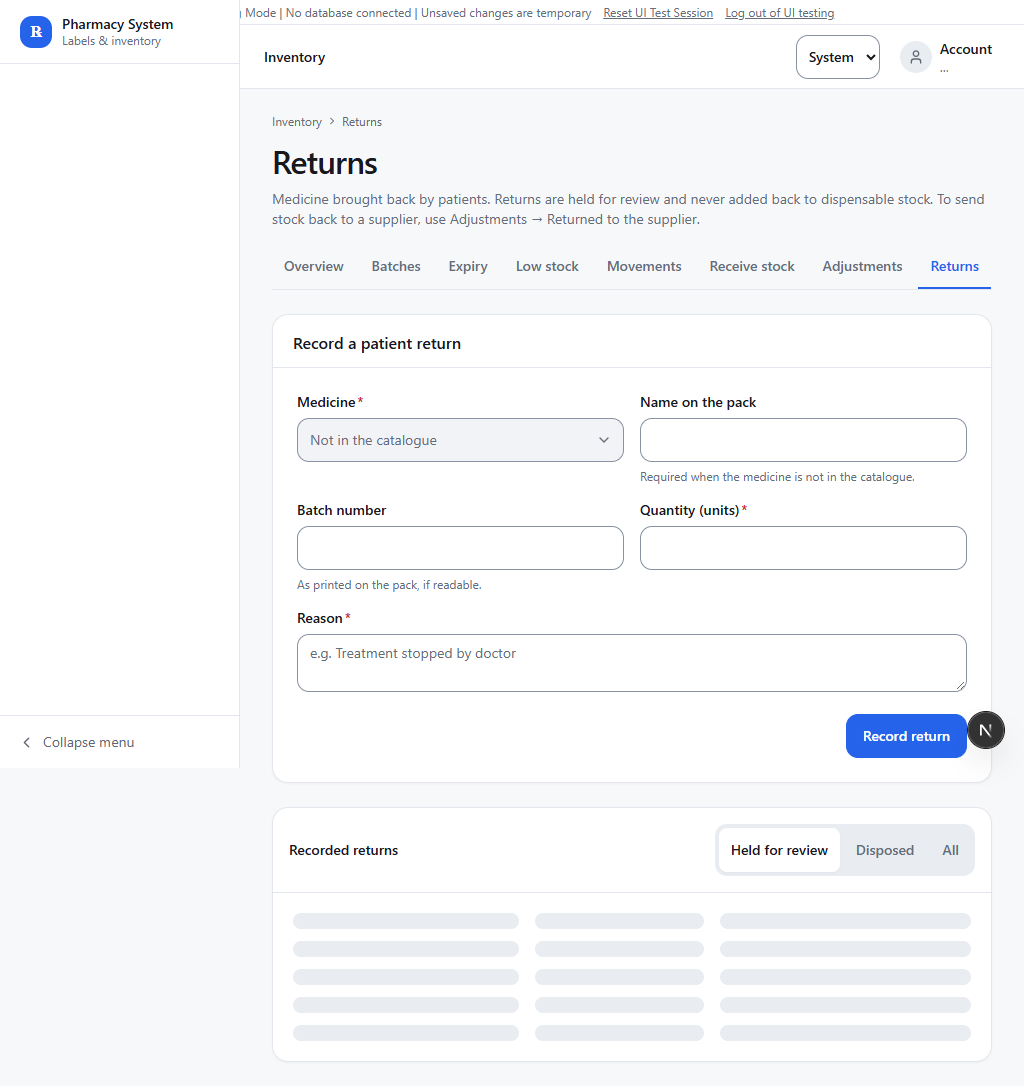 ℞
Pharmacy System
Labels & inventory
Mode | No database connected | Unsaved changes are temporary Reset UI Test Session Log out of UI testing
Inventory
System
Account
...
Inventory > Returns
Returns
Medicine brought back by patients. Returns are held for review and never added back to dispensable stock. To send
stock back to a supplier, use Adjustments → Returned to the supplier.
Overview Batches Expiry Low stock Movements Receive stock Adjustments Returns
Record a patient return
Medicine* Name on the pack
Not in the catalogue
Required when the medicine is not in the catalogue.
Batch number Quantity (units)*
As printed on the pack, if readable.
Reason*
e.g. Treatment stopped by doctor
Record return
N
Recorded returns
Held for review Disposed All
Collapse menu